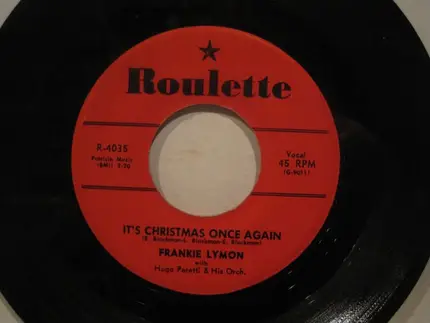 Roulette
R-4035
Vocal
45 RPM
IT'S CHRISTMAS ONCE AGAIN
FRANKIE LYMON
with
Hugo Peretti & His Orch.